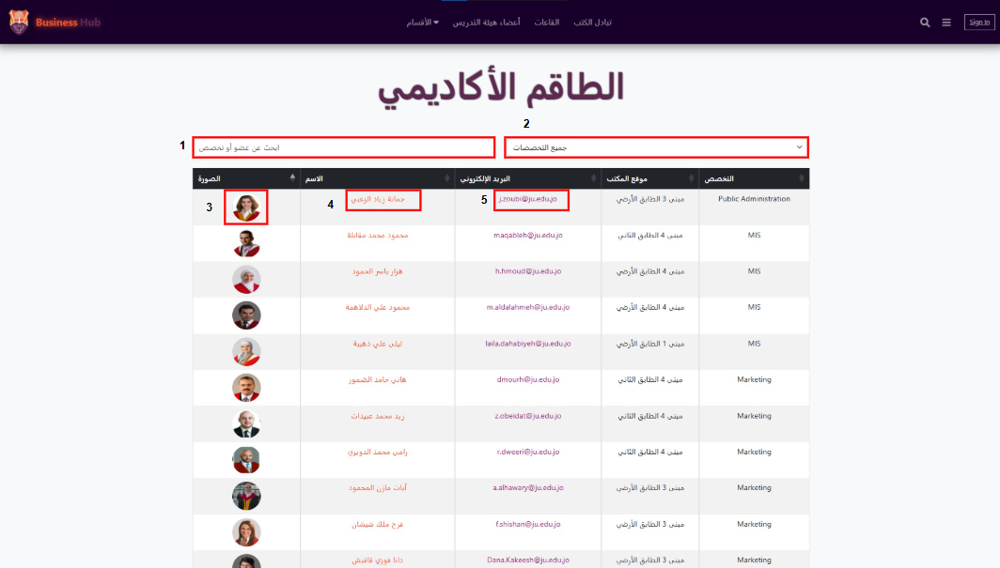 Business Hub
الأقسام
أعضاء هيئة التدريس
القاعات
تبادل الكتب
Sign In
الطاقم الأكاديمي
2
1
ابحث عن عضو أو تخصص
جميع التخصصات
الصورة الاسم البريد الإلكتروني موقع المكتب التخصص
3 4 جمانة زياد الزعبي 5 j.zoubi@ju.edu.jo مبنى 3 الطابق الأرضي Public Administration
محمود محمد مقابلة maqableh@ju.edu.jo مبنى 4 الطابق الثاني MIS
هزار ياسر الحمود h.hmoud@ju.edu.jo مبنى 4 الطابق الأرضي MIS
محمود علي الدلاهمة m.aldalahmeh@ju.edu.jo مبنى 4 الطابق الأرضي MIS
ليلى علي ذهيبة laila.dahabiyeh@ju.edu.jo مبنى 1 الطابق الأرضي MIS
هاني حامد الضمور dmourh@ju.edu.jo مبنى 4 الطابق الثاني Marketing
زيد محمد عبيدات z.obeidat@ju.edu.jo مبنى 4 الطابق الثاني Marketing
رامي محمد الدويري r.dweeri@ju.edu.jo مبنى 4 الطابق الثاني Marketing
آيات مازن المحمود a.alhawary@ju.edu.jo مبنى 3 الطابق الأرضي Marketing
فرح ملك شيشان f.shishan@ju.edu.jo مبنى 3 الطابق الأرضي Marketing
دانا فوزي قاقيش Dana.Kakeesh@ju.edu.jo مبنى 3 الطابق الأرضي Marketing